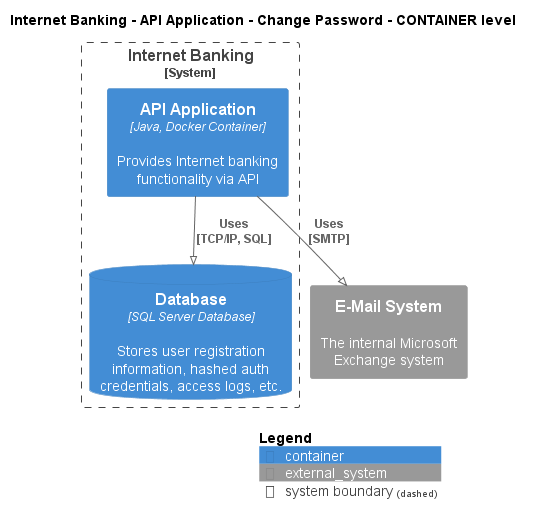 Internet Banking - API Application - Change Password - CONTAINER level
Internet Banking
[System]
API Application
[Java, Docker Container]
Provides Internet banking
functionality via API
Uses
[TCP/IP, SQL]
Uses
[SMTP]
Database
[SQL Server Database]
Stores user registration
information, hashed auth
credentials, access logs, etc.
E-Mail System
The internal Microsoft
Exchange system
Legend
container
external_system
system boundary (dashed)